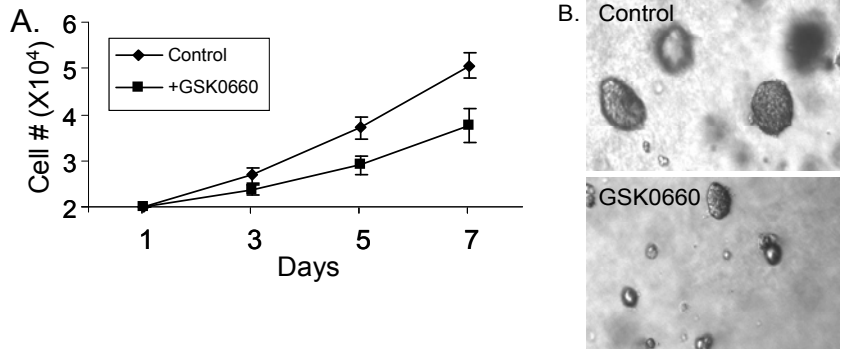 A.
Cell # (X10⁴)
6
5
4
3
2
Control
+GSK0660
1 3 5 7
Days
B.
Control
GSK0660